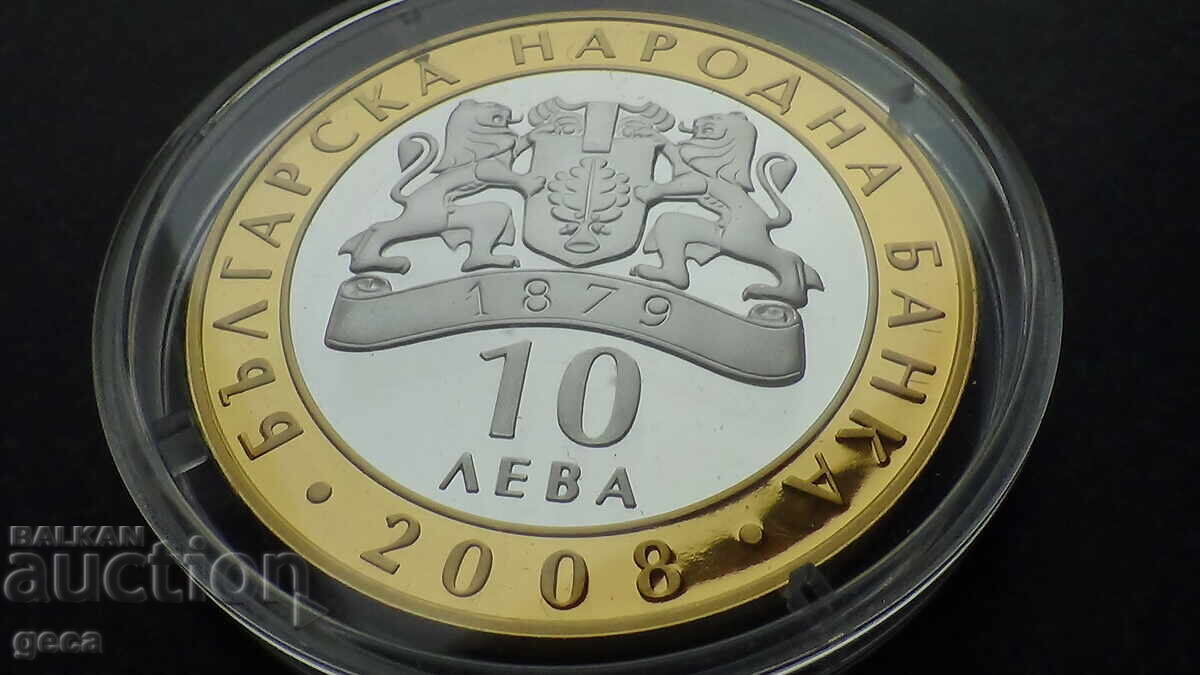 БЪЛГАРСКА НАРОДНА БАНКА
1879
10
ЛЕВА
• 2008 •
BALKAN
auction
geca